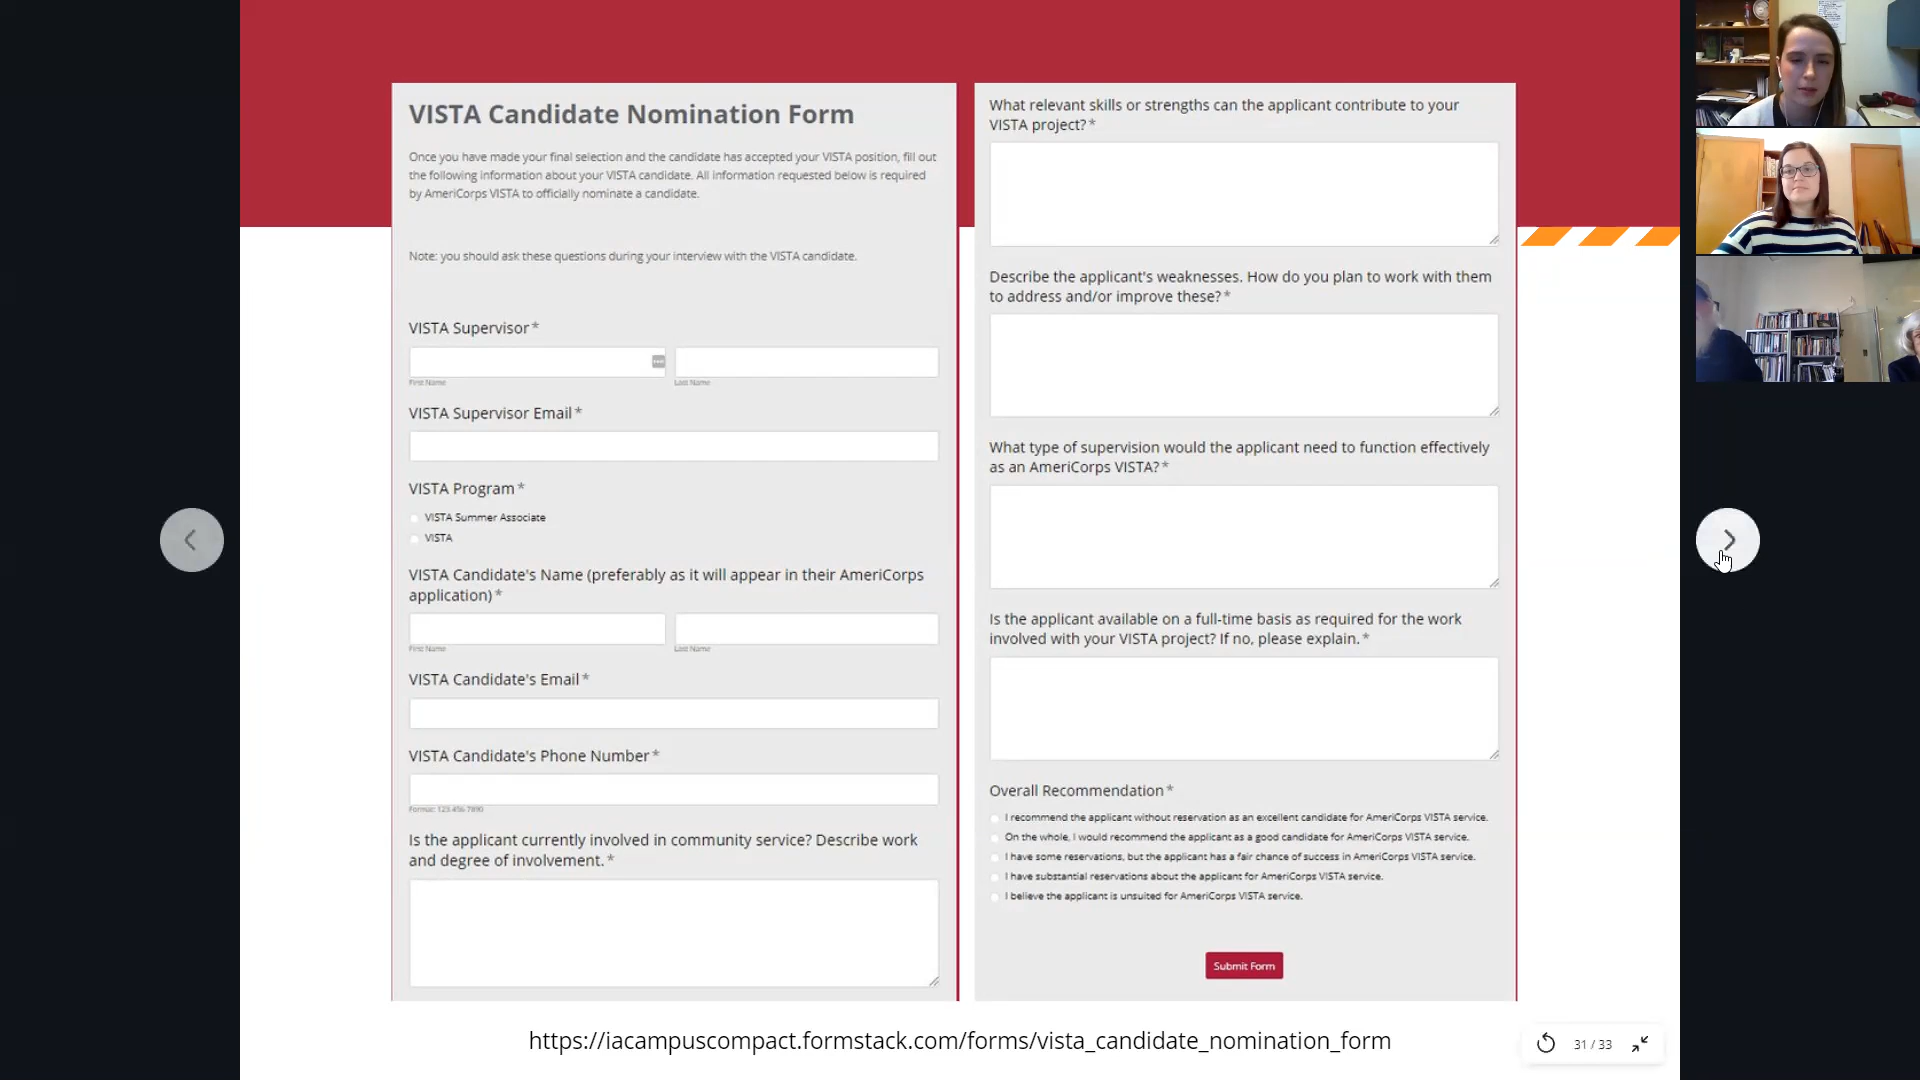 VISTA Candidate Nomination Form
Once you have made your final selection and the candidate has accepted your VISTA position, fill out
the following information about your VISTA candidate. All information requested below is required
by AmeriCorps VISTA to officially nominate a candidate.
Note: you should ask these questions during your interview with the VISTA candidate.
VISTA Supervisor*
First Name
Last Name
VISTA Supervisor Email*
VISTA Program*
VISTA Summer Associate
VISTA
VISTA Candidate's Name (preferably as it will appear in their AmeriCorps
application)*
First Name
Last Name
VISTA Candidate's Email*
VISTA Candidate's Phone Number*
Format: 123-456-7890
Is the applicant currently involved in community service? Describe work
and degree of involvement.*
What relevant skills or strengths can the applicant contribute to your
VISTA project?*
Describe the applicant's weaknesses. How do you plan to work with them
to address and/or improve these?*
What type of supervision would the applicant need to function effectively
as an AmeriCorps VISTA?*
Is the applicant available on a full-time basis as required for the work
involved with your VISTA project? If no, please explain.*
Overall Recommendation*
I recommend the applicant without reservation as an excellent candidate for AmeriCorps VISTA service.
On the whole, I would recommend the applicant as a good candidate for AmeriCorps VISTA service.
I have some reservations, but the applicant has a fair chance of success in AmeriCorps VISTA service.
I have substantial reservations about the applicant for AmeriCorps VISTA service.
I believe the applicant is unsuited for AmeriCorps VISTA service.
Submit Form
https://iacampuscompact.formstack.com/forms/vista_candidate_nomination_form
31 / 33